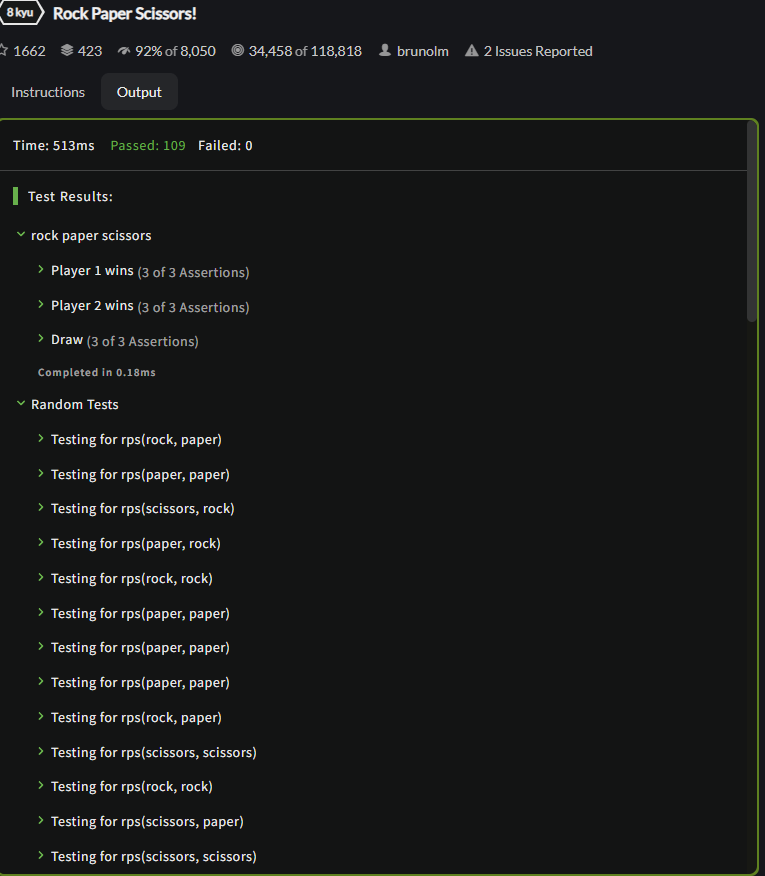 8 kyu Rock Paper Scissors!
1662 423 92% of 8,050 34,458 of 118,818 brunolm 2 Issues Reported
Instructions Output
Time: 513ms Passed: 109 Failed: 0
Test Results:
rock paper scissors
Player 1 wins (3 of 3 Assertions)
Player 2 wins (3 of 3 Assertions)
Draw (3 of 3 Assertions)
Completed in 0.18ms
Random Tests
Testing for rps(rock, paper)
Testing for rps(paper, paper)
Testing for rps(scissors, rock)
Testing for rps(paper, rock)
Testing for rps(rock, rock)
Testing for rps(paper, paper)
Testing for rps(paper, paper)
Testing for rps(paper, paper)
Testing for rps(rock, paper)
Testing for rps(scissors, scissors)
Testing for rps(rock, rock)
Testing for rps(scissors, paper)
Testing for rps(scissors, scissors)